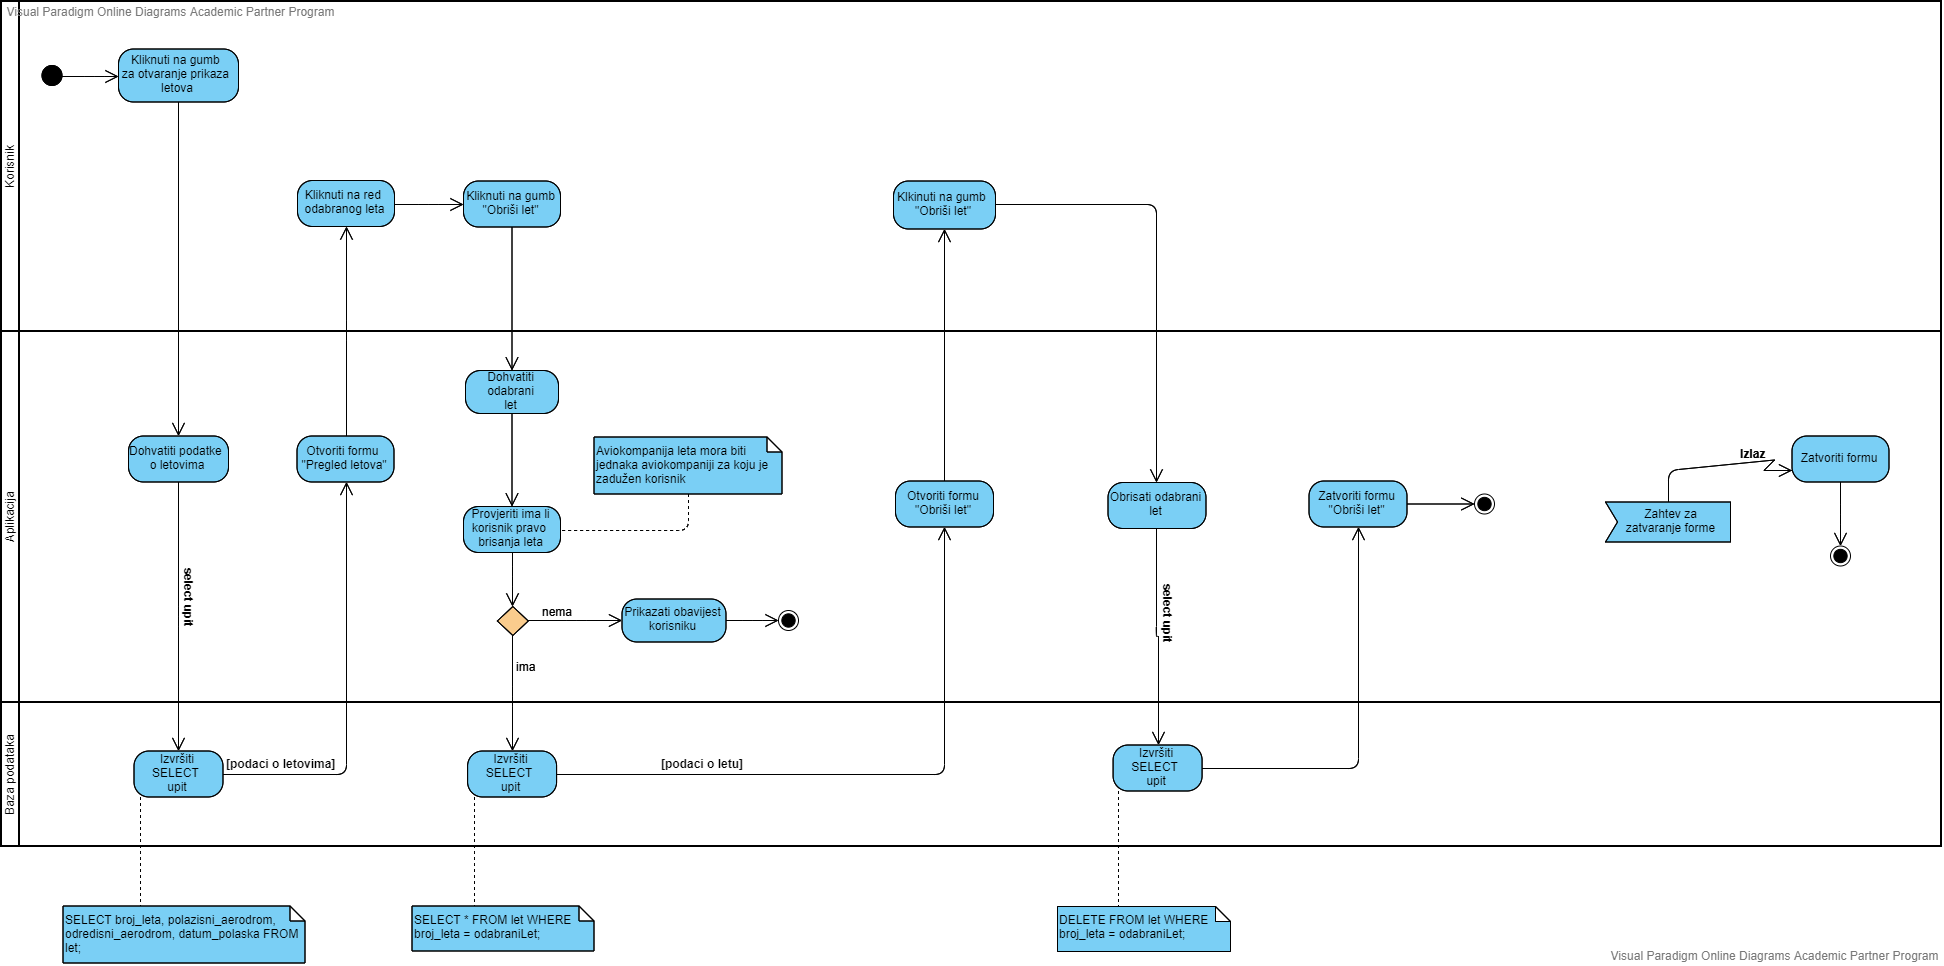 Visual Paradigm Online Diagrams Academic Partner Program
Korisnik
Kliknuti na gumb
za otvaranje prikaza
letova
Kliknuti na red
odabranog leta
Kliknuti na gumb
"Obriši let"
Klkinuti na gumb
"Obriši let"
Aplikacija
Dohvatiti podatke
o letovima
select upit
Otvoriti formu
"Pregled letova"
Dohvatiti
odabrani
let
Aviokompanija leta mora biti
jednaka aviokompaniji za koju je
zadužen korisnik
Provjeriti ima li
korisnik pravo
brisanja leta
nema
Prikazati obavijest
korisniku
ima
Otvoriti formu
"Obriši let"
Obrisati odabrani
let
select upit
Zatvoriti formu
"Obriši let"
Zahtev za
zatvaranje forme
Izlaz
Zatvoriti formu
Baza podataka
Izvršiti
SELECT
upit
[podaci o letovima]
Izvršiti
SELECT
upit
[podaci o letu]
Izvršiti
SELECT
upit
SELECT broj_leta, polazisni_aerodrom,
odredisni_aerodrom, datum_polaska FROM
let;
SELECT * FROM let WHERE
broj_leta = odabraniLet;
DELETE FROM let WHERE
broj_leta = odabraniLet;
Visual Paradigm Online Diagrams Academic Partner Program